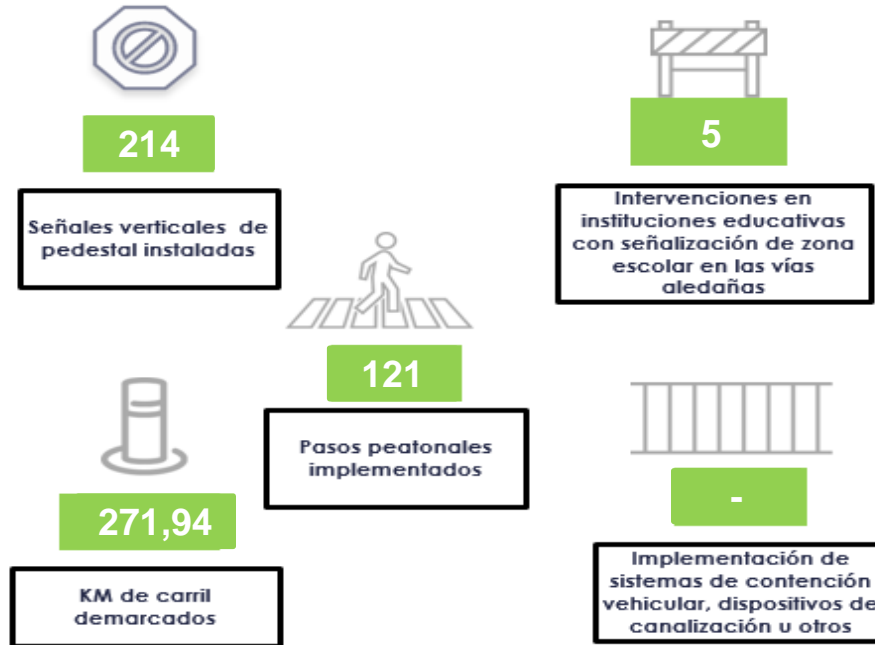 214
Señales verticales de
pedestal instaladas
5
Intervenciones en
instituciones educativas
con señalización de zona
escolar en las vías
aledañas
121
Pasos peatonales
implementados
271,94
KM de carril
demarcados
-
Implementación de
sistemas de contención
vehicular, dispositivos de
canalización u otros